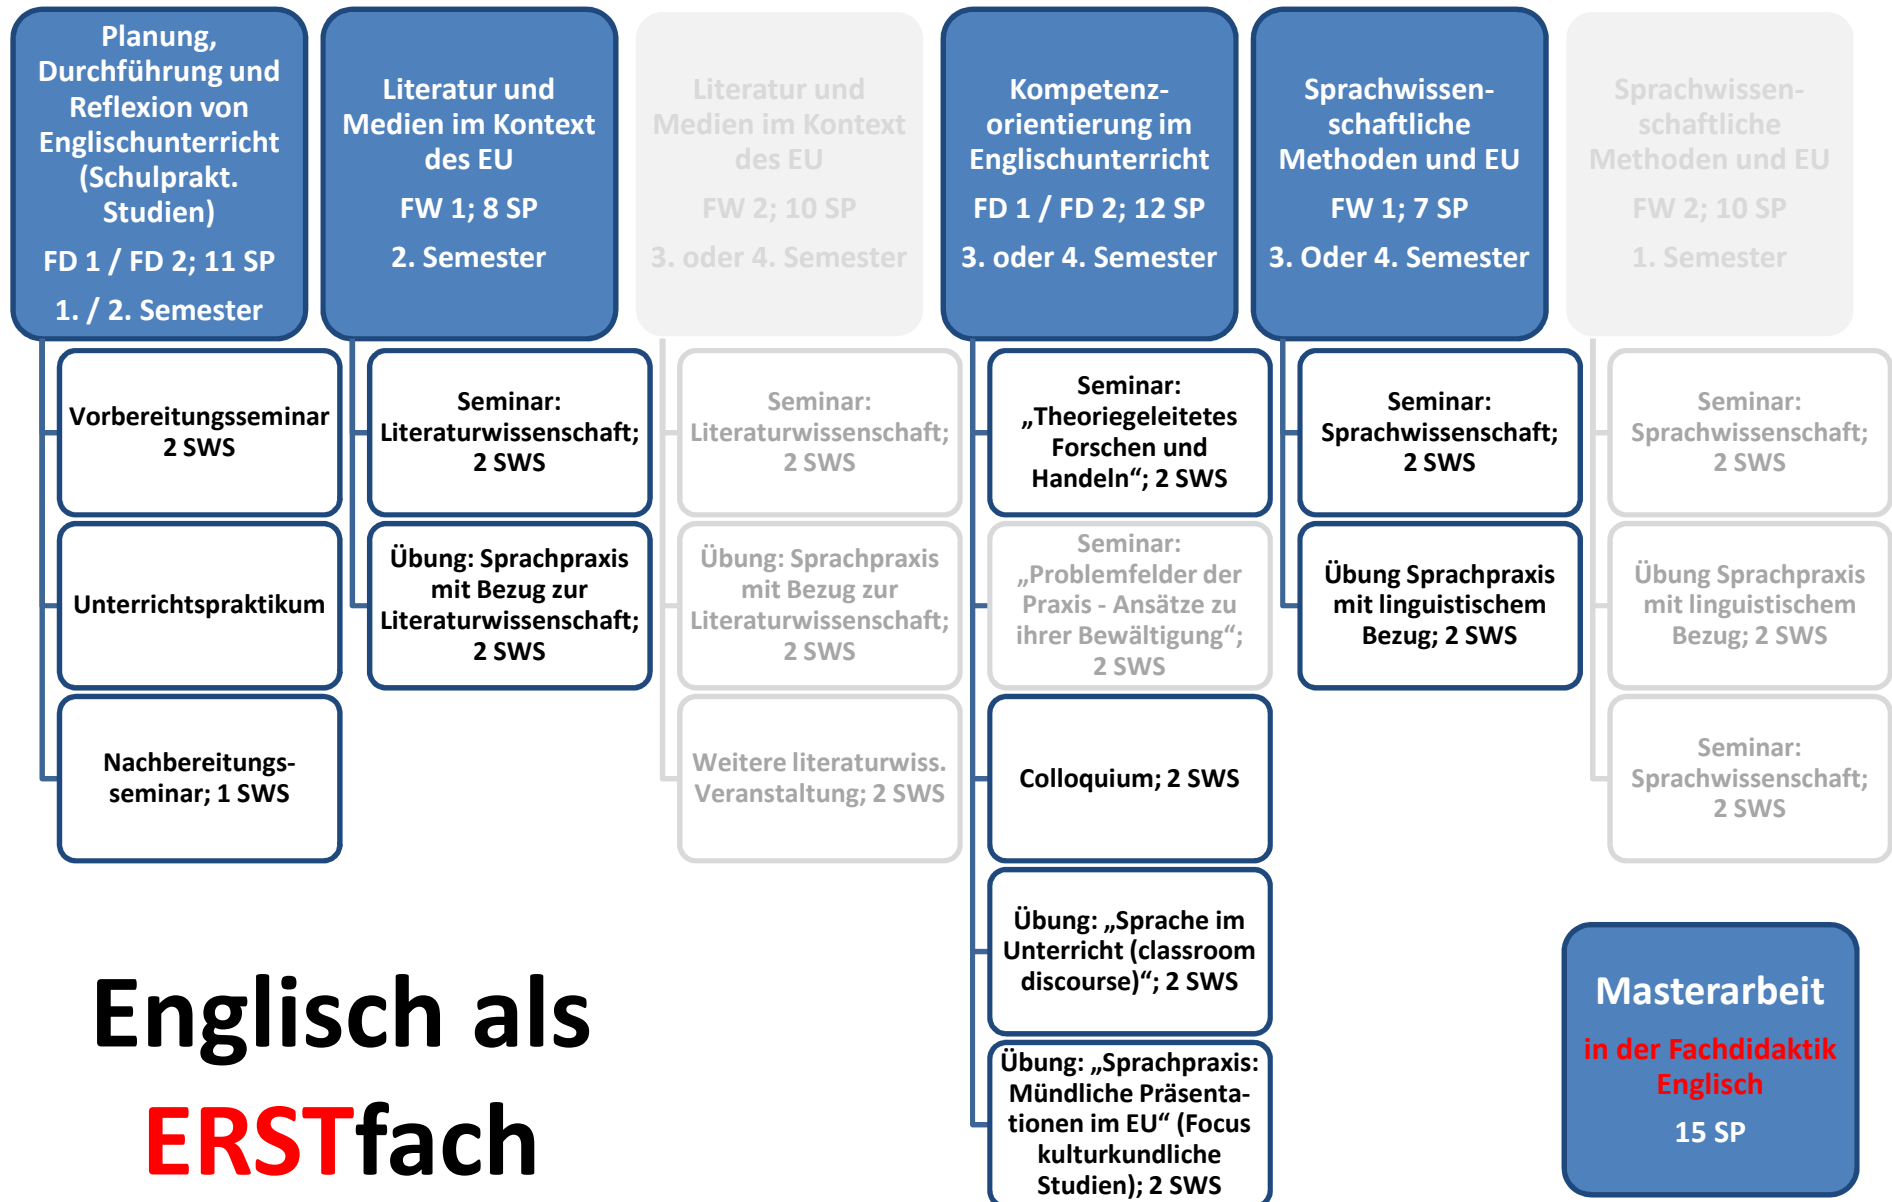 Planung,
Durchführung und
Reflexion von
Englischunterricht
(Schulprakt.
Studien)
FD 1 / FD 2; 11 SP
1. / 2. Semester
Vorbereitungsseminar
2 SWS
Unterrichtspraktikum
Nachbereitungs-
seminar; 1 SWS
Literatur und
Medien im Kontext
des EU
FW 1; 8 SP
2. Semester
Seminar:
Literaturwissenschaft;
2 SWS
Übung: Sprachpraxis
mit Bezug zur
Literaturwissenschaft;
2 SWS
Literatur und
Medien im Kontext
des EU
FW 2; 10 SP
3. oder 4. Semester
Seminar:
Literaturwissenschaft;
2 SWS
Übung: Sprachpraxis
mit Bezug zur
Literaturwissenschaft;
2 SWS
Weitere literaturwiss.
Veranstaltung; 2 SWS
Kompetenz-
orientierung im
Englischunterricht
FD 1 / FD 2; 12 SP
3. oder 4. Semester
Seminar:
„Theoriegeleitetes
Forschen und
Handeln“; 2 SWS
Seminar:
„Problemfelder der
Praxis - Ansätze zu
ihrer Bewältigung“;
2 SWS
Colloquium; 2 SWS
Übung: „Sprache im
Unterricht (classroom
discourse)“; 2 SWS
Übung: „Sprachpraxis:
Mündliche Präsenta-
tionen im EU“ (Focus
kulturkundliche
Studien); 2 SWS
Sprachwissen-
schaftliche
Methoden und EU
FW 1; 7 SP
3. Oder 4. Semester
Seminar:
Sprachwissenschaft;
2 SWS
Übung Sprachpraxis
mit linguistischem
Bezug; 2 SWS
Sprachwissen-
schaftliche
Methoden und EU
FW 2; 10 SP
1. Semester
Seminar:
Sprachwissenschaft;
2 SWS
Übung Sprachpraxis
mit linguistischem
Bezug; 2 SWS
Seminar:
Sprachwissenschaft;
2 SWS
Englisch als
ERSTfach
Masterarbeit
in der Fachdidaktik
Englisch
15 SP